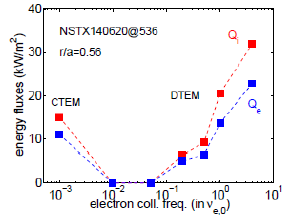 40
NSTX140620@536
Qi
30
r/a=0.56
20
CTEM
DTEM
Qe
10
0
10-3 10-2 10-1 100 101
energy fluxes (kW/m2)
electron coll. freq. (in νe,0)